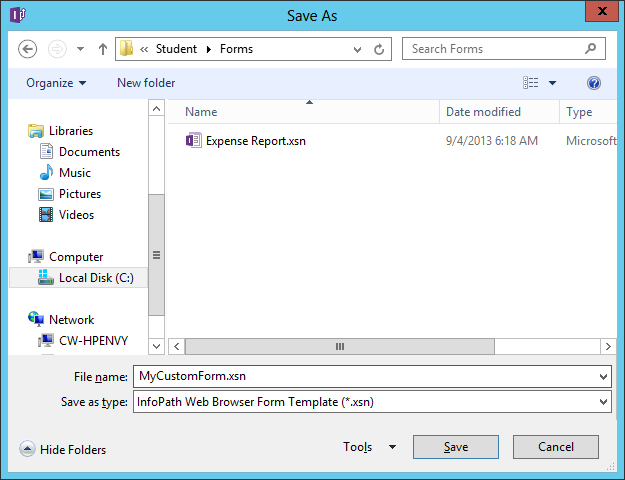 Save As
« Student Forms
Search Forms
Organize New folder
Name Date modified Type
Expense Report.xsn 9/4/2013 6:18 AM Microsoft
Libraries
Documents
Music
Pictures
Videos
Computer
Local Disk (C:)
Network
CW-HPENVY
File name: MyCustomForm.xsn
Save as type: InfoPath Web Browser Form Template (*.xsn)
Hide Folders Tools Save Cancel